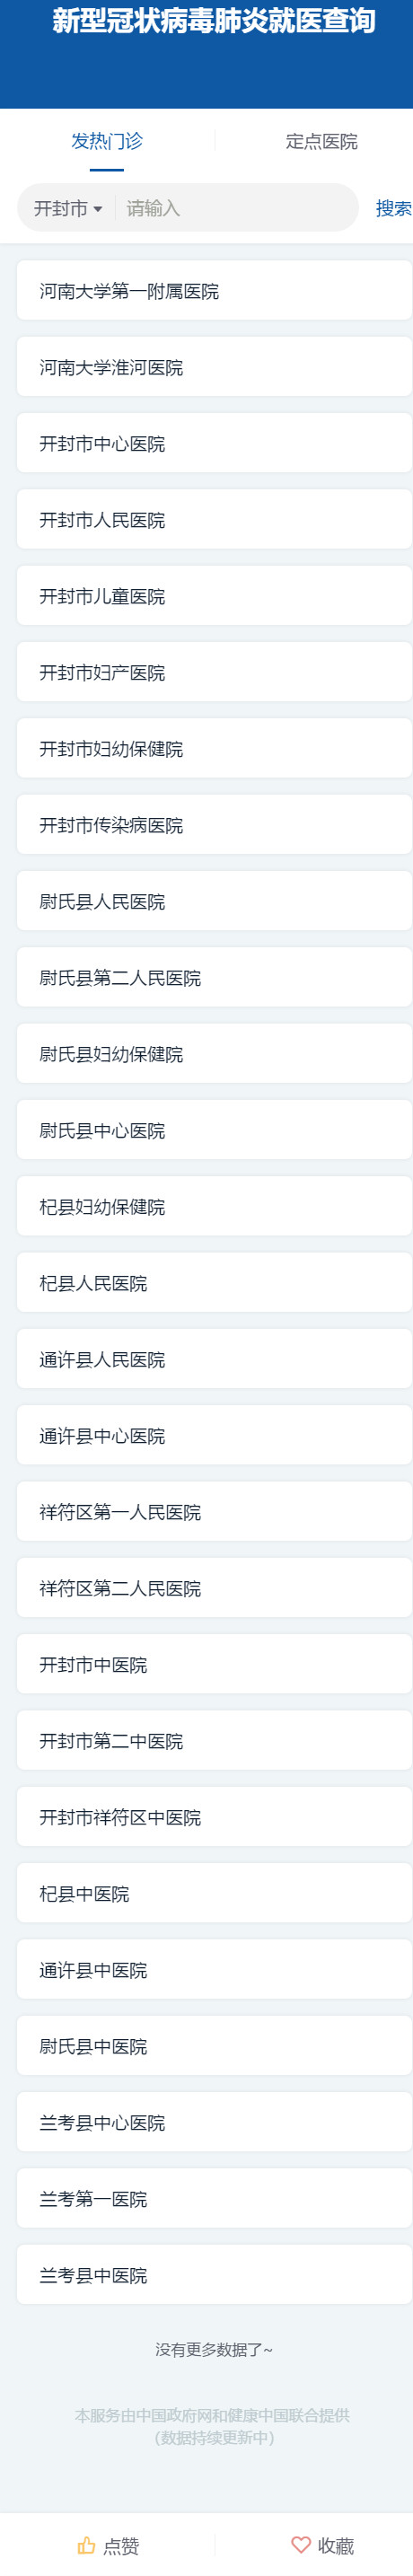 新型冠状病毒肺炎就医查询
发热门诊 定点医院
开封市 请输入 搜索
河南大学第一附属医院
河南大学淮河医院
开封市中心医院
开封市人民医院
开封市儿童医院
开封市妇产医院
开封市妇幼保健院
开封市传染病医院
尉氏县人民医院
尉氏县第二人民医院
尉氏县妇幼保健院
尉氏县中心医院
杞县妇幼保健院
杞县人民医院
通许县人民医院
通许县中心医院
祥符区第一人民医院
祥符区第二人民医院
开封市中医院
开封市第二中医院
开封市祥符区中医院
杞县中医院
通许县中医院
尉氏县中医院
兰考县中心医院
兰考第一医院
兰考县中医院
没有更多数据了~
本服务由中国政府网和健康中国联合提供
(数据持续更新中)
点赞 收藏